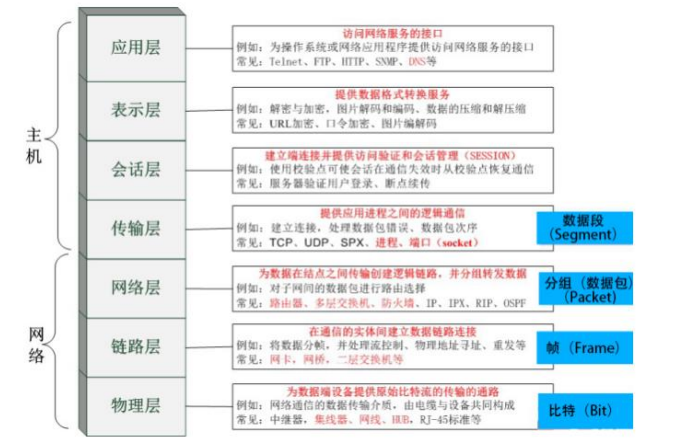 主机
应用层
访问网络服务的接口
例如：为操作系统或网络应用程序提供访问网络服务的接口
常见：Telnet、FTP、HTTP、SNMP、DNS等
表示层
提供数据格式转换服务
例如：解密与加密，图片解码和编码、数据的压缩和解压缩
常见：URL加密、口令加密、图片编解码
会话层
建立端连接并提供访问验证和会话管理（SESSION）
例如：使用校验点可使会话在通信失效时从校验点恢复通信
常见：服务器验证用户登录、断点续传
传输层
提供应用进程之间的逻辑通信
例如：建立连接，处理数据包错误、数据包次序
常见：TCP、UDP、SPX、进程、端口（socket）
数据段
（Segment）
网络
网络层
为数据在结点之间传输创建逻辑链路，并分组转发数据
例如：对子网间的数据包进行路由选择
常见：路由器、多层交换机、防火墙、IP、IPX、RIP、OSPF
分组（数据包）
（Packet）
链路层
在通信的实体间建立数据链路连接
例如：将数据分帧，并处理流控制、物理地址寻址、重发等
常见：网卡，网桥，二层交换机等
帧（Frame）
物理层
为数据端设备提供原始比特流的传输的通路
例如：网络通信的数据传输介质，由电缆与设备共同构成
常见：中继器，集线器、网线、HUB，RJ-45标准等
比特（Bit）